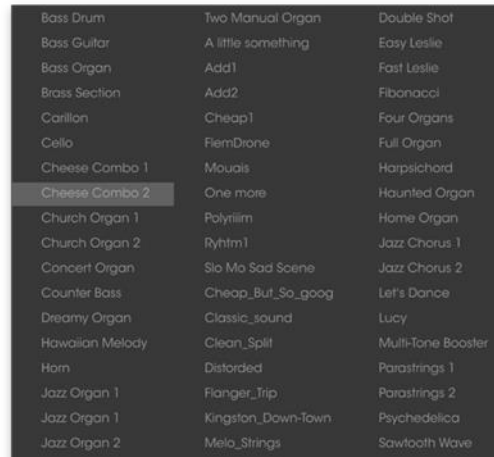 Bass Drum
Bass Guitar
Bass Organ
Brass Section
Carillon
Cello
Cheese Combo 1
Cheese Combo 2
Church Organ 1
Church Organ 2
Concert Organ
Counter Bass
Dreamy Organ
Hawaiian Melody
Horn
Jazz Organ 1
Jazz Organ 1
Jazz Organ 2
Two Manual Organ
A little something
Add1
Add2
Cheap1
FlemDrone
Mouais
One more
Polyriiim
Ryhtm1
Slo Mo Sad Scene
Cheap_But_So_goog
Classic_sound
Clean_Split
Distorded
Flanger_Trip
Kingston_Down-Town
Melo_Strings
Double Shot
Easy Leslie
Fast Leslie
Fibonacci
Four Organs
Full Organ
Harpsichord
Haunted Organ
Home Organ
Jazz Chorus 1
Jazz Chorus 2
Let's Dance
Lucy
Multi-Tone Booster
Parastrings 1
Parastrings 2
Psychedelica
Sawtooth Wave